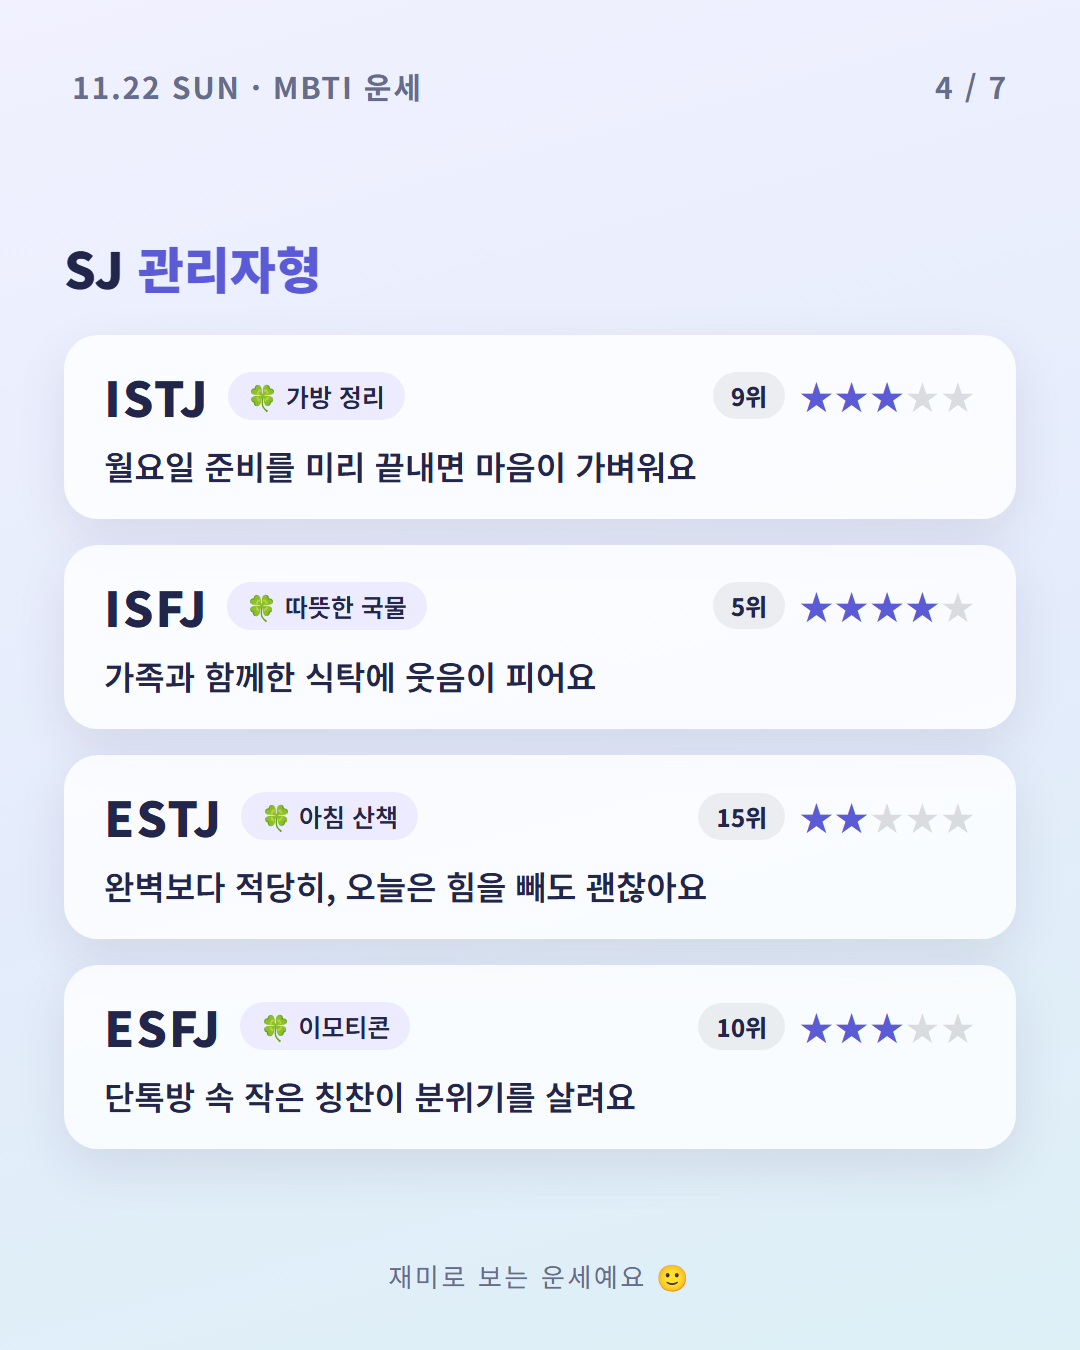 11.22 SUN · MBTI 운세
4 / 7
SJ 관리자형
ISTJ 🍀 가방 정리 9위 ★★★★★
월요일 준비를 미리 끝내면 마음이 가벼워요
ISFJ 🍀 따뜻한 국물 5위 ★★★★★
가족과 함께한 식탁에 웃음이 피어요
ESTJ 🍀 아침 산책 15위 ★★★★★
완벽보다 적당히, 오늘은 힘을 빼도 괜찮아요
ESFJ 🍀 이모티콘 10위 ★★★★★
단톡방 속 작은 칭찬이 분위기를 살려요
재미로 보는 운세예요 🙂